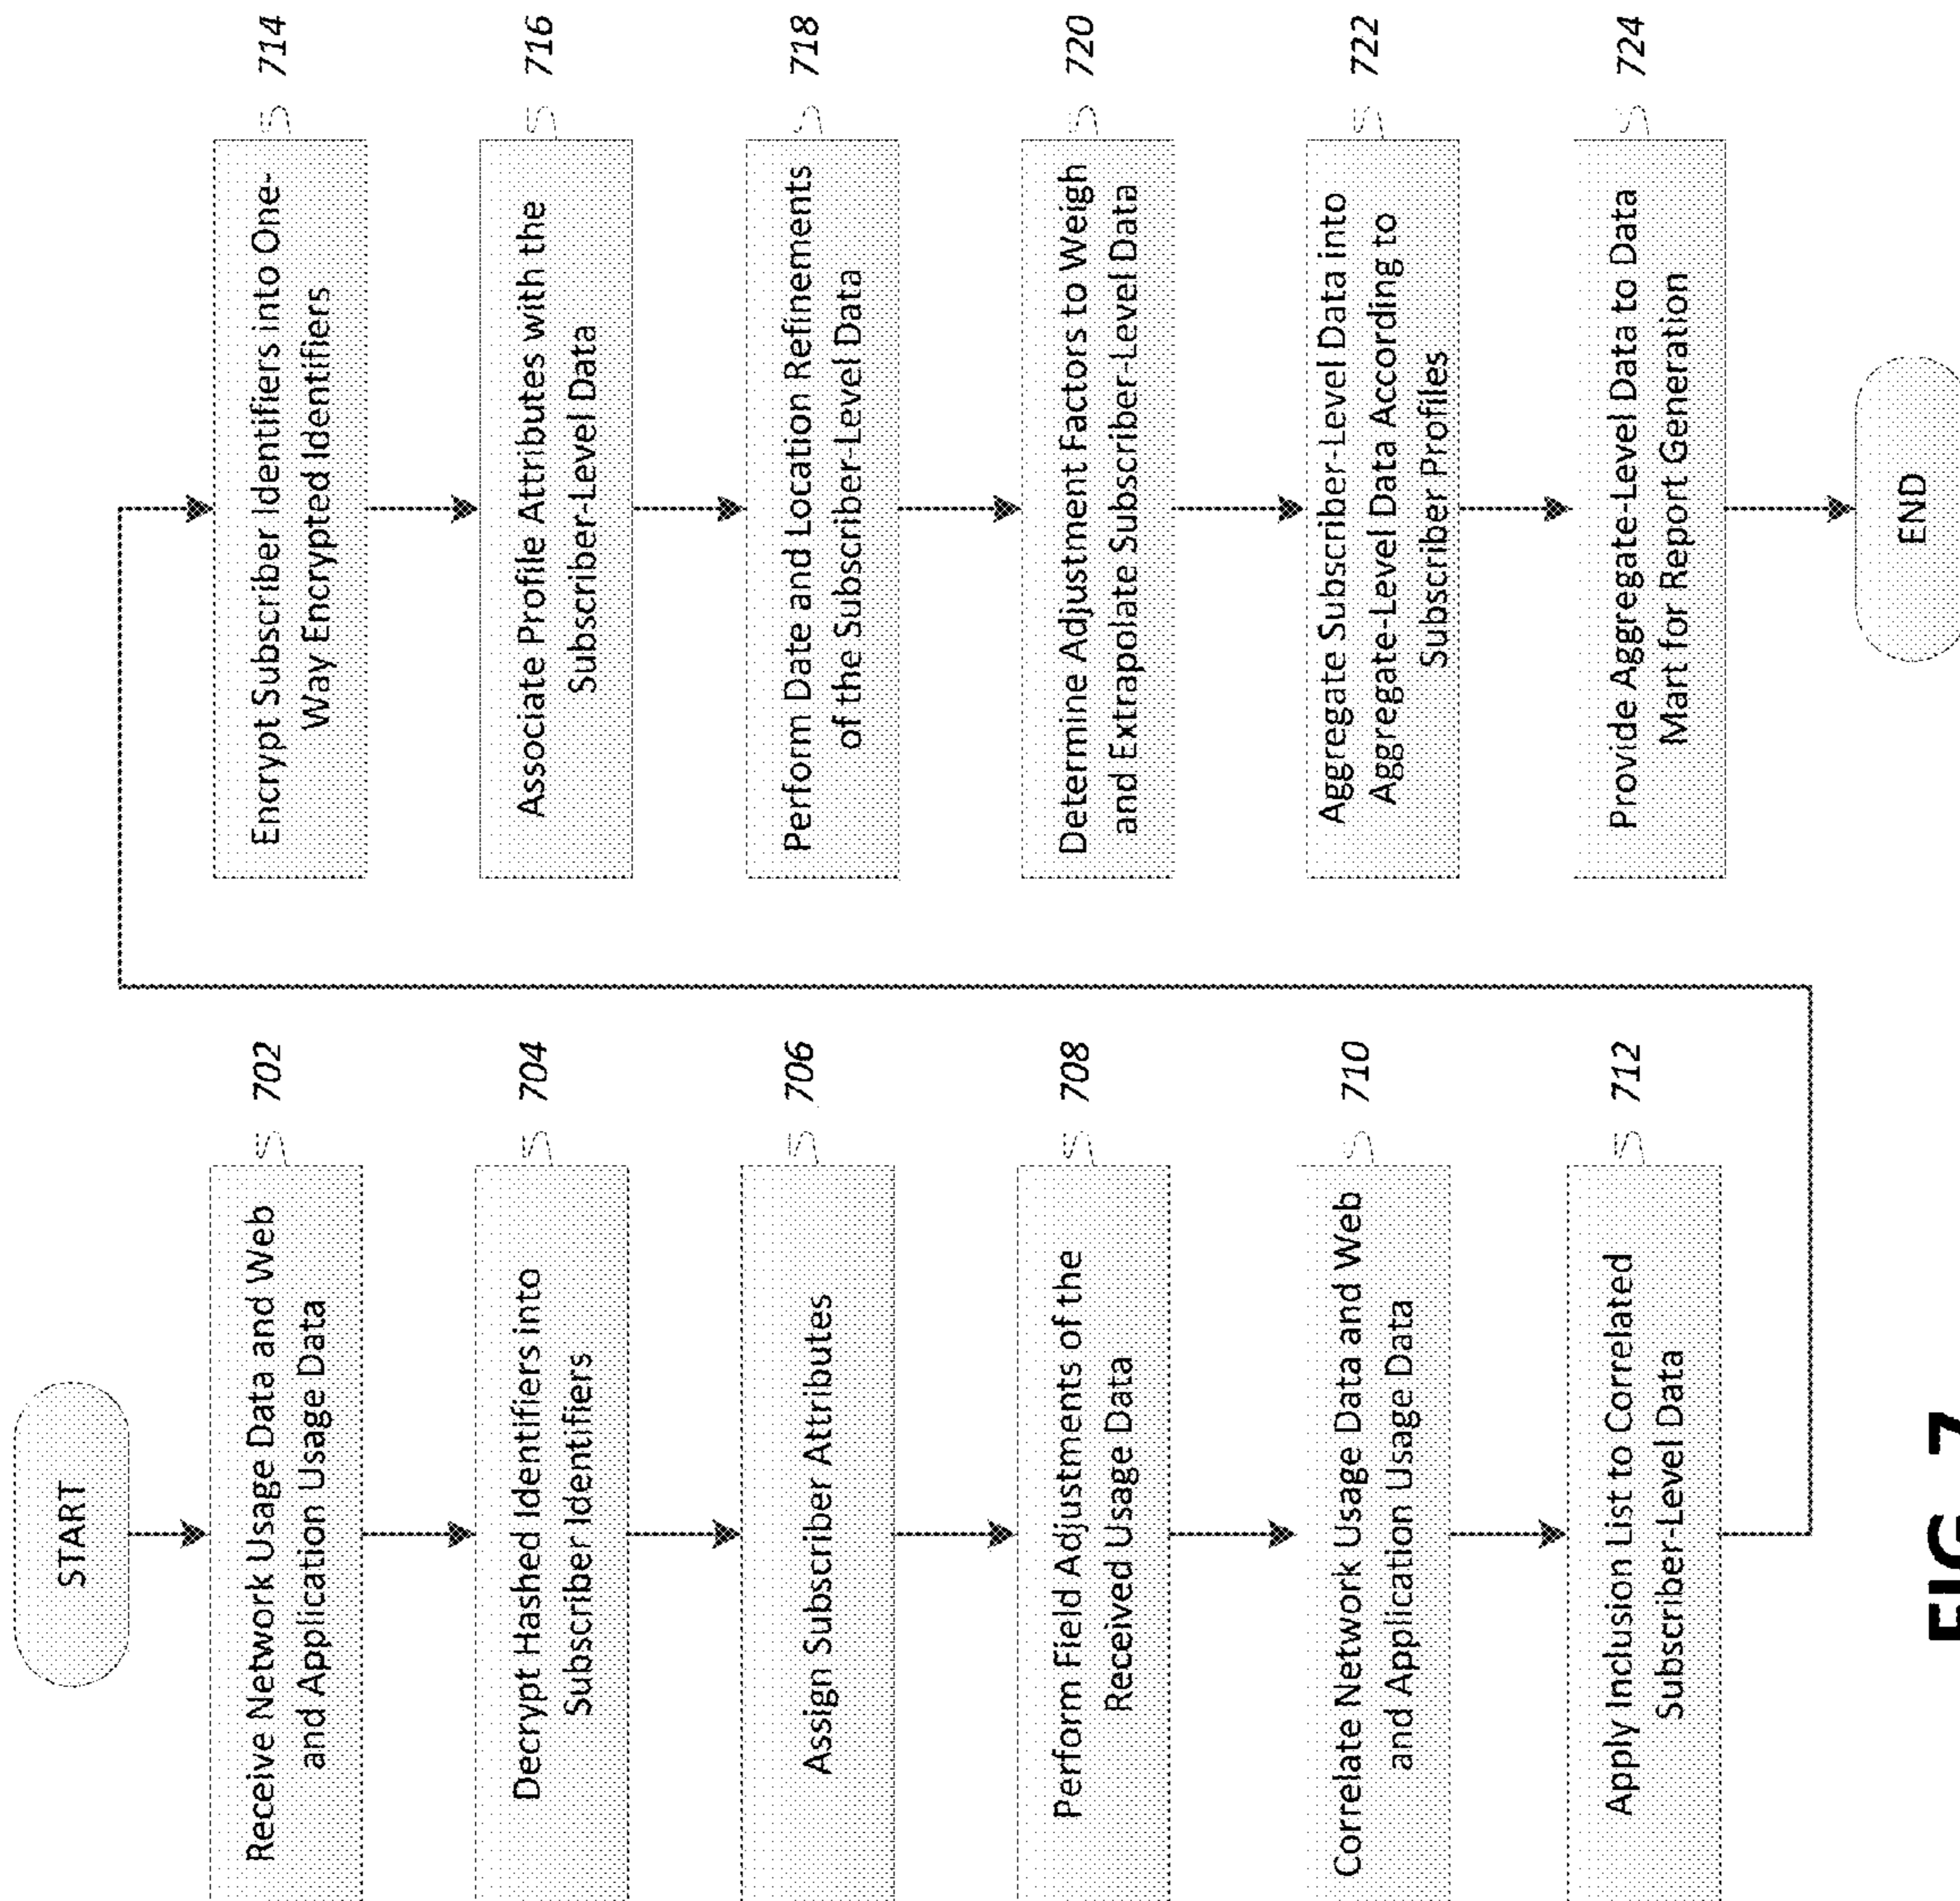 START
Receive Network Usage Data and Web
and Application Usage Data
702
Decrypt Hashed Identifiers into
Subscriber Identifiers
704
Assign Subscriber Attributes
706
Perform Field Adjustments of the
Received Usage Data
708
Correlate Network Usage Data and Web
and Application Usage Data
710
Apply Inclusion List to Correlated
Subscriber-Level Data
712
Encrypt Subscriber Identifiers into One-
Way Encrypted Identifiers
714
Associate Profile Attributes with the
Subscriber-Level Data
716
Perform Date and Location Refinements
of the Subscriber-Level Data
718
Determine Adjustment Factors to Weigh
and Extrapolate Subscriber-Level Data
720
Aggregate Subscriber-Level Data into
Aggregate-Level Data According to
Subscriber Profiles
722
Provide Aggregate-Level Data to Data
Mart for Report Generation
724
END
FIG. 7